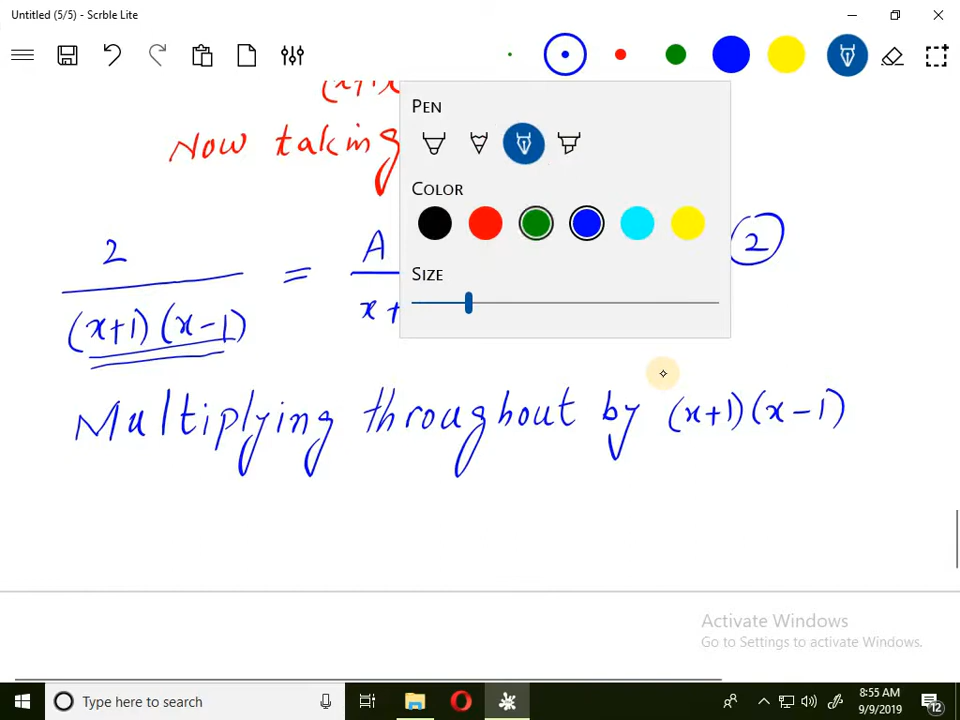 Untitled (5/5) - Scrble Lite
PEN
Now taking
COLOR
2
= A
2
(x+1)(x-1)
x+
SIZE
Multiplying throughout by (x+1)(x-1)
Activate Windows
Go to Settings to activate Windows.
Type here to search
8:55 AM
9/9/2019
12